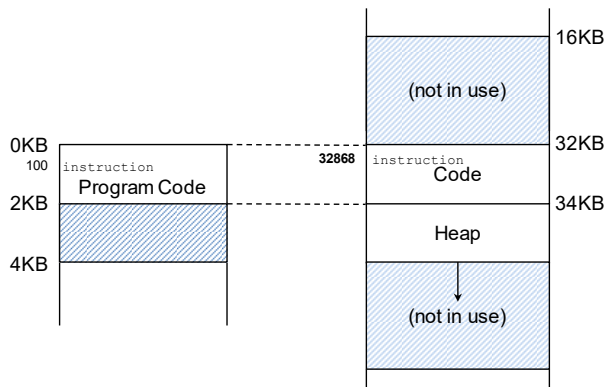 16KB
(not in use)
0KB
32KB
100 instruction
32868 instruction
Program Code
Code
2KB
34KB
Heap
4KB
(not in use)